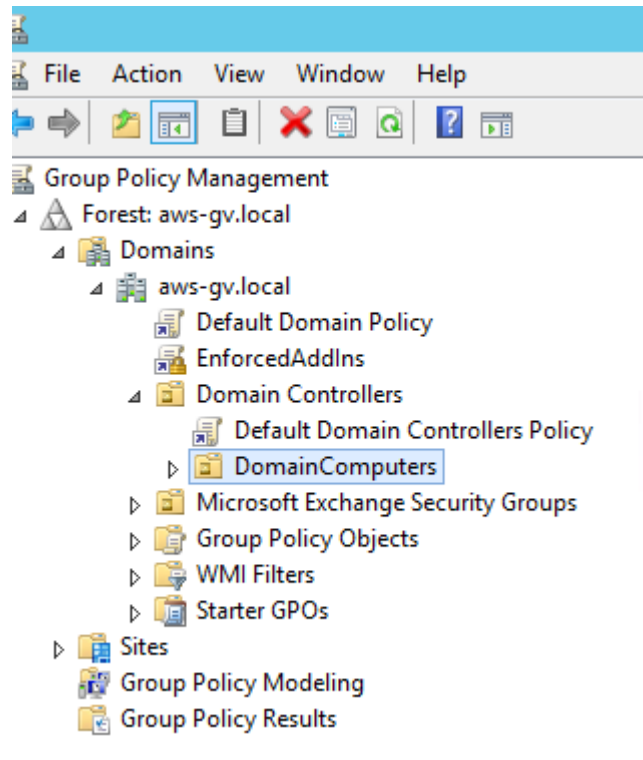 File Action View Window Help
Group Policy Management
Forest: aws-gv.local
Domains
aws-gv.local
Default Domain Policy
EnforcedAddIns
Domain Controllers
Default Domain Controllers Policy
DomainComputers
Microsoft Exchange Security Groups
Group Policy Objects
WMI Filters
Starter GPOs
Sites
Group Policy Modeling
Group Policy Results